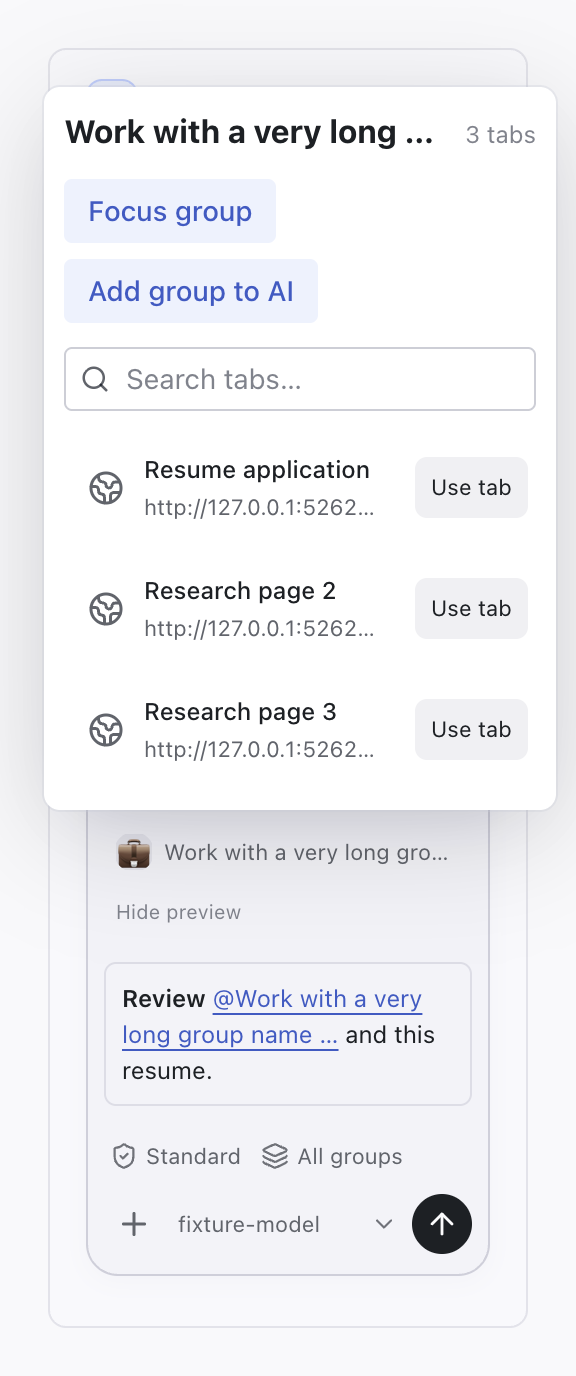 Work with a very long ...
3 tabs
Focus group
Add group to AI
Search tabs...
Resume application
http://127.0.0.1:5262...
Use tab
Research page 2
http://127.0.0.1:5262...
Use tab
Research page 3
http://127.0.0.1:5262...
Use tab
Work with a very long gro...
Hide preview
Review @Work with a very
long group name ... and this
resume.
Standard
All groups
fixture-model